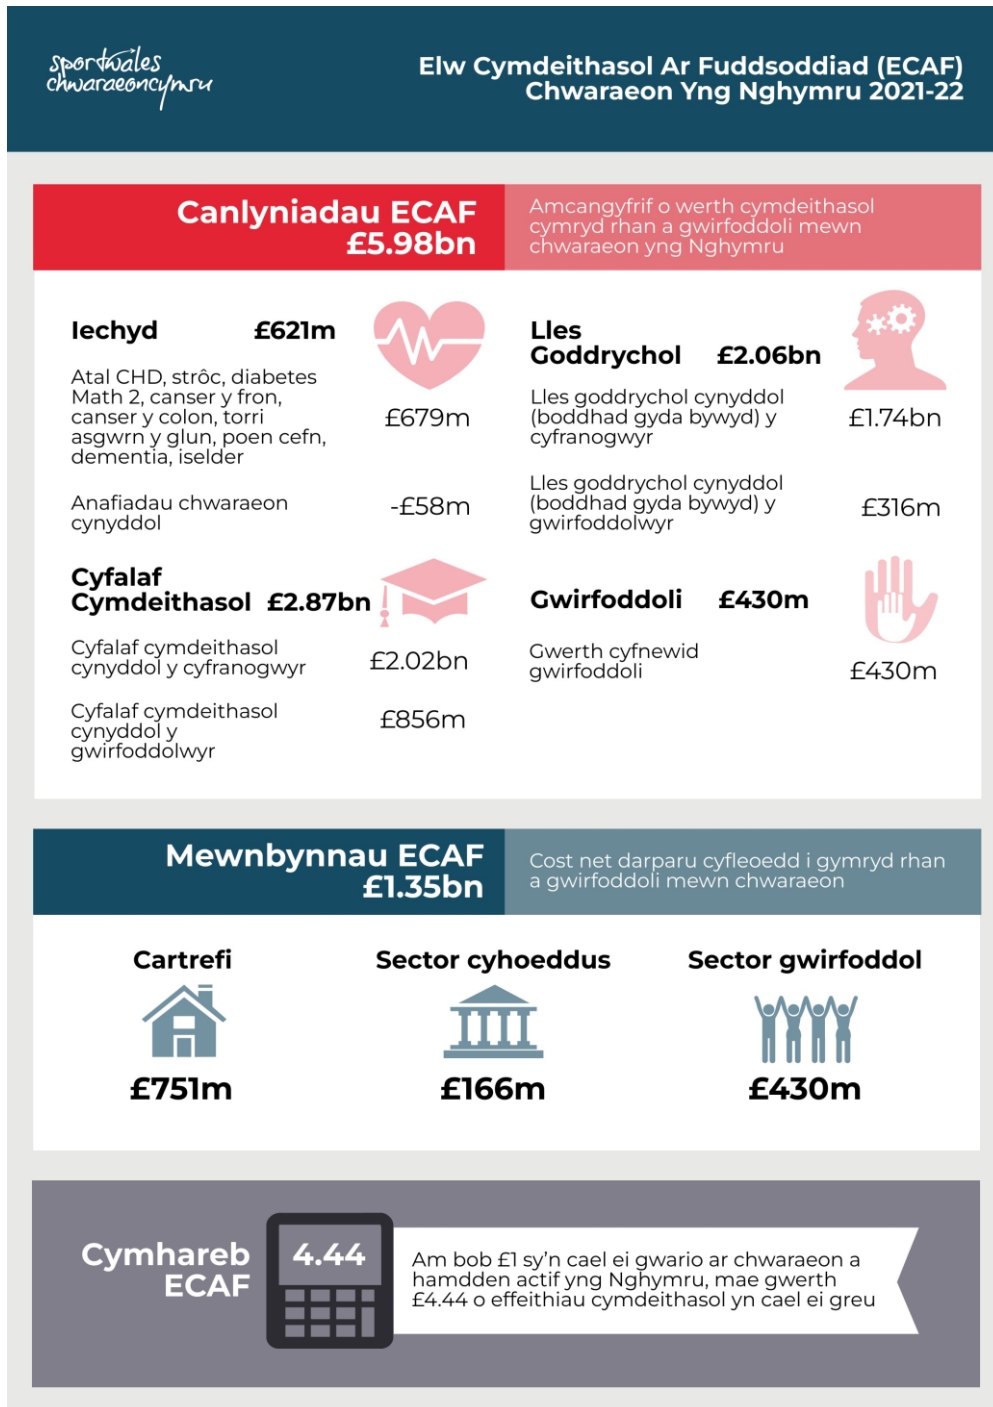 sportwales
chwaraeoncymru
Elw Cymdeithasol Ar Fuddsoddiad (ECAF)
Chwaraeon Yng Nghymru 2021-22
Canlyniadau ECAF
£5.98bn
Amcangyfrif o werth cymdeithasol
cymryd rhan a gwirfoddoli mewn
chwaraeon yng Nghymru
Iechyd £621m
Atal CHD, strôc, diabetes
Math 2, canser y fron,
canser y colon, torri
asgwrn y glun, poen cefn,
dementia, iselder
£679m
Anafiadau chwaraeon
cynyddol
-£58m
Lles
Goddrychol £2.06bn
Lles goddrychol cynyddol
(boddhad gyda bywyd) y
cyfranogwyr
£1.74bn
Lles goddrychol cynyddol
(boddhad gyda bywyd) y
gwirfoddolwyr
£316m
Cyfalaf
Cymdeithasol £2.87bn
Cyfalaf cymdeithasol
cynyddol y cyfranogwyr
£2.02bn
Cyfalaf cymdeithasol
cynyddol y
gwirfoddolwyr
£856m
Gwirfoddoli £430m
Gwerth cyfnewid
gwirfoddoli
£430m
Mewnbynnau ECAF
£1.35bn
Cost net darparu cyfleoedd i gymryd rhan
a gwirfoddoli mewn chwaraeon
Cartrefi
£751m
Sector cyhoeddus
£166m
Sector gwirfoddol
£430m
Cymhareb
ECAF
4.44
Am bob £1 sy'n cael ei gwario ar chwaraeon a
hamdden actif yng Nghymru, mae gwerth
£4.44 o effeithiau cymdeithasol yn cael ei greu